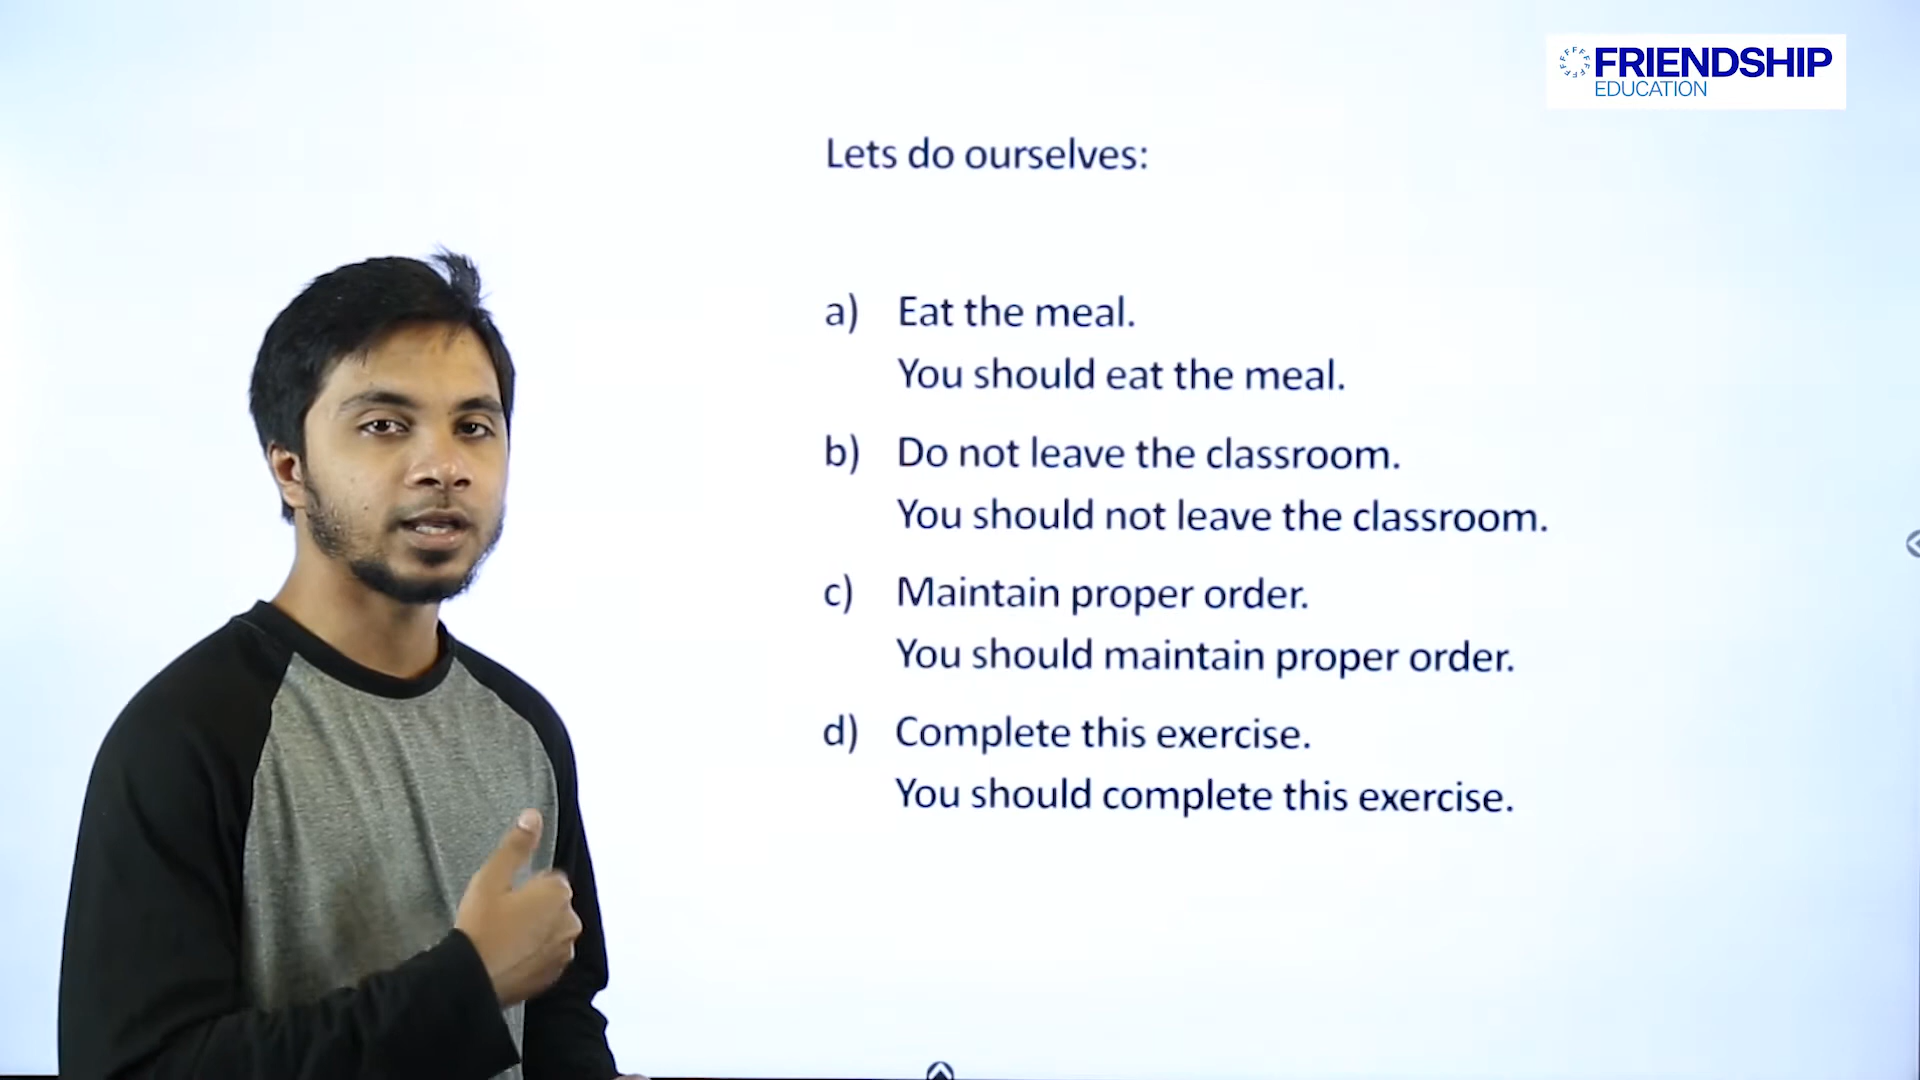 FRIENDSHIP
EDUCATION
Lets do ourselves:
a) Eat the meal.
You should eat the meal.
b) Do not leave the classroom.
You should not leave the classroom.
c) Maintain proper order.
You should maintain proper order.
d) Complete this exercise.
You should complete this exercise.